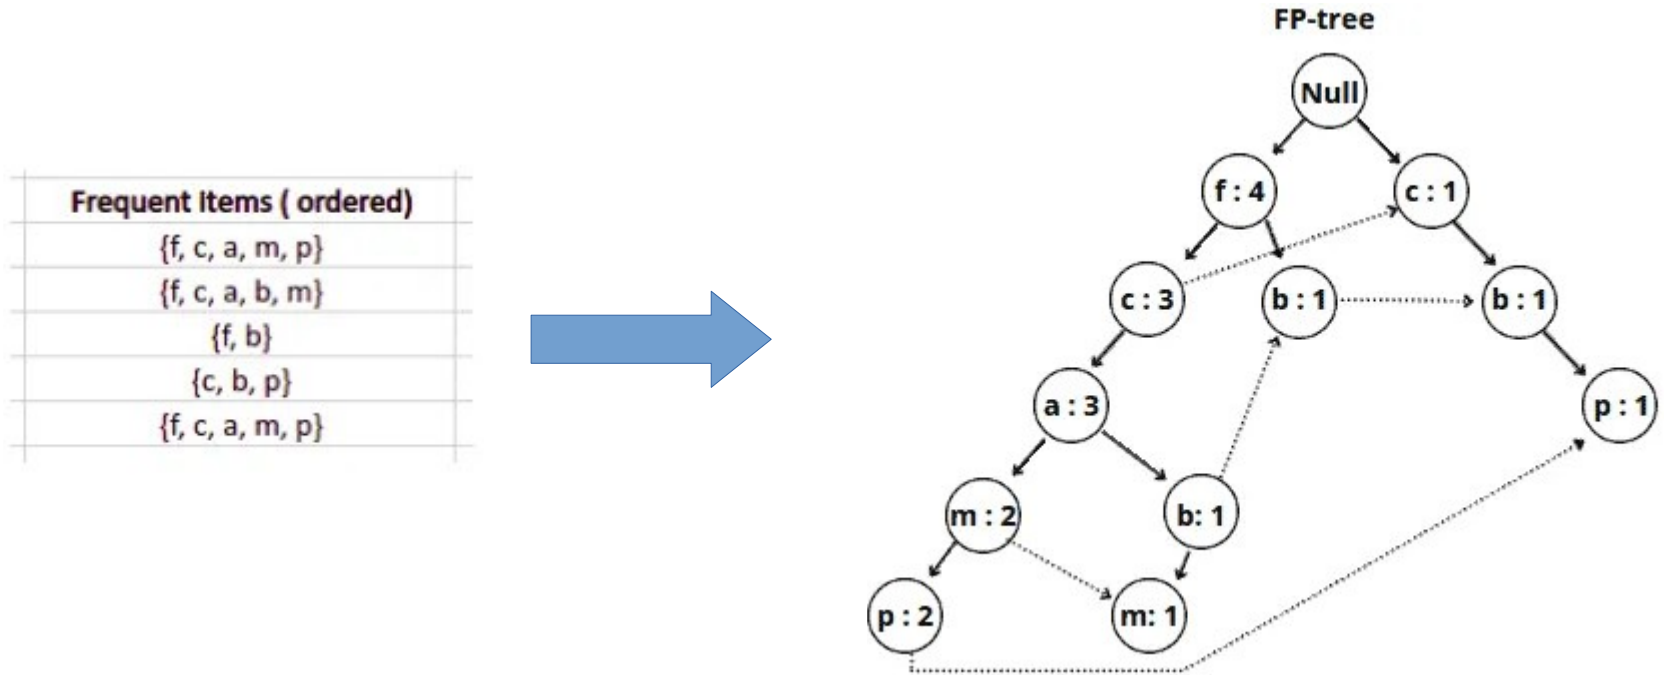 FP-tree
Null
Frequent Items ( ordered)
{f, c, a, m, p}
{f, c, a, b, m}
{f, b}
{c, b, p}
{f, c, a, m, p}
f : 4
c : 1
c : 3
b : 1
b : 1
a : 3
p : 1
m : 2
b: 1
p : 2
m: 1